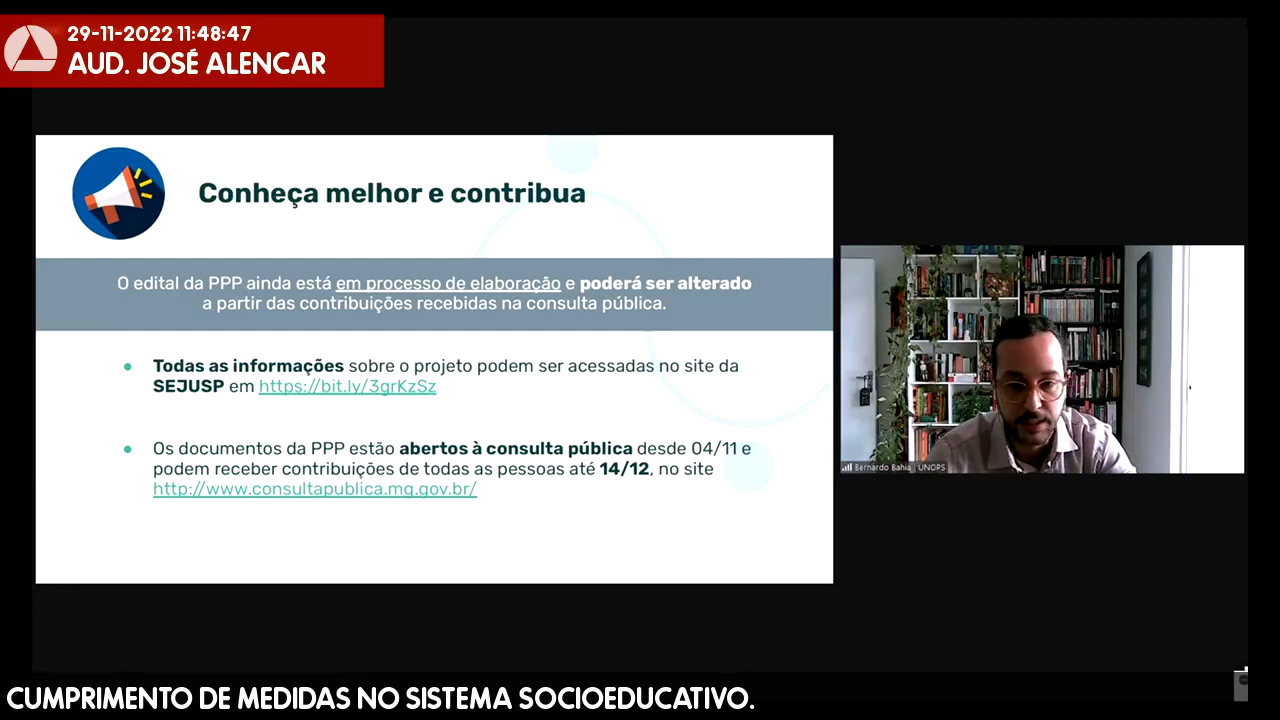 29-11-2022 11:48:47
AUD. JOSÉ ALENCAR
Conheça melhor e contribua
O edital da PPP ainda está em processo de elaboração e poderá ser alterado
a partir das contribuições recebidas na consulta pública.
● Todas as informações sobre o projeto podem ser acessadas no site da
SEJUSP em https://bit.ly/3grKzSz
● Os documentos da PPP estão abertos à consulta pública desde 04/11 e
podem receber contribuições de todas as pessoas até 14/12, no site
http://www.consultapublica.mg.gov.br/
Bernardo Bahia | UNOPS
CUMPRIMENTO DE MEDIDAS NO SISTEMA SOCIOEDUCATIVO.